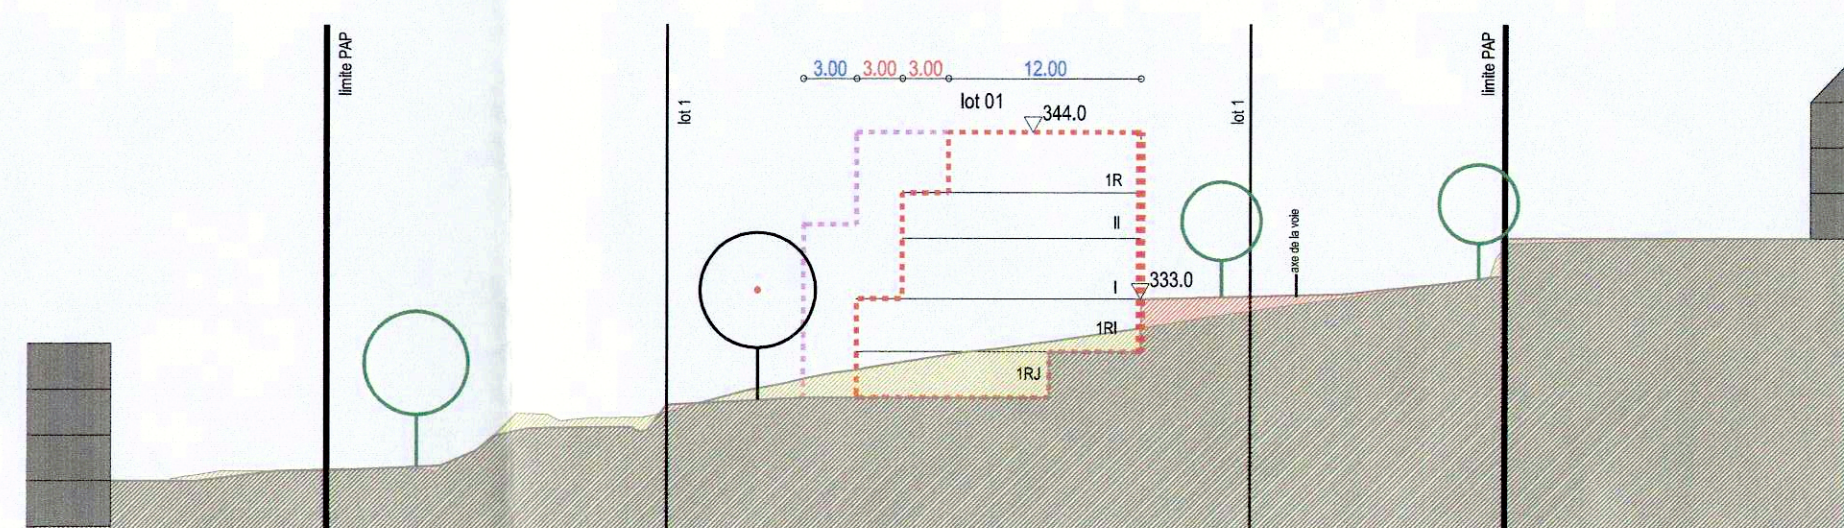 limite PAP
lot 1
3.00 3.00 3.00 12.00
lot 01
344.0
1R
II
I
333.0
1RI
1RJ
lot 1
axe de la voie
limite PAP